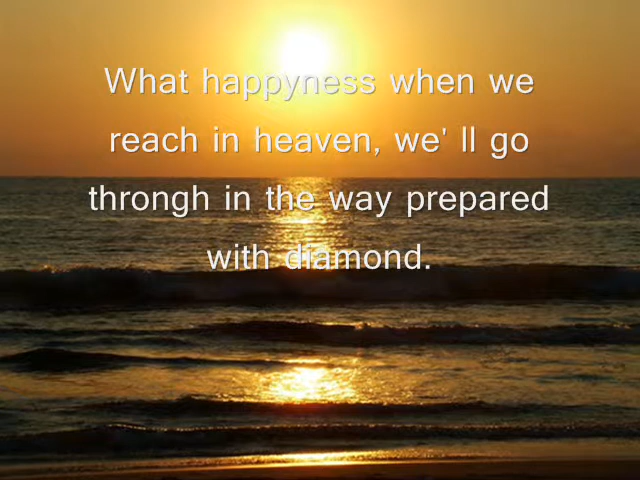 What happyness when we
reach in heaven, we' ll go
throngh in the way prepared
with diamond.